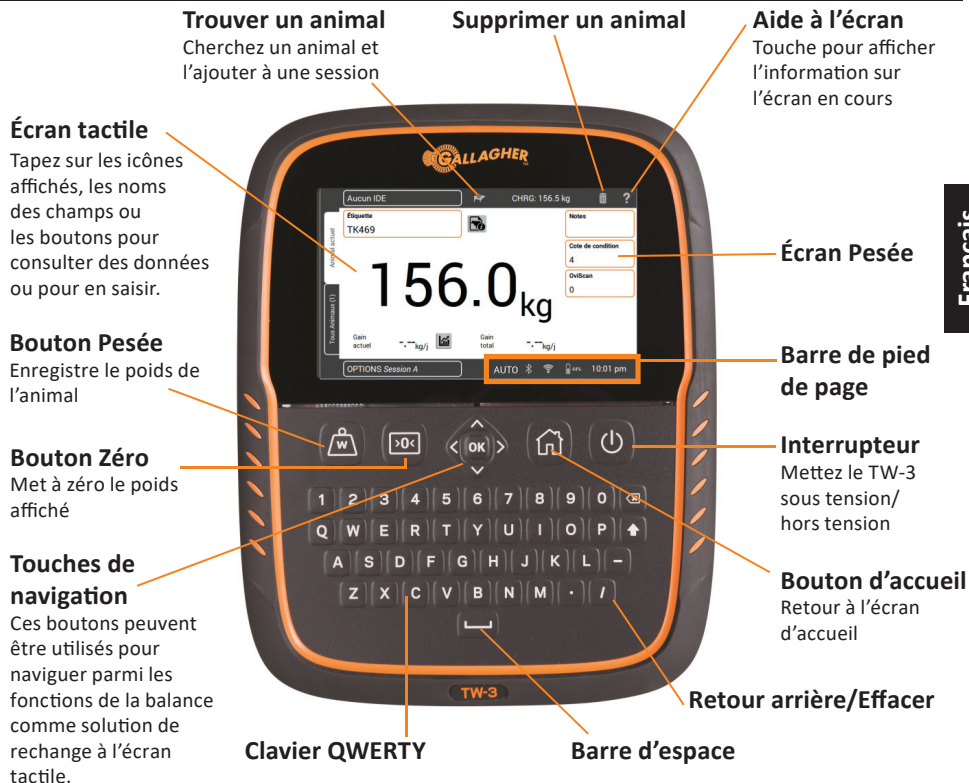 Trouver un animal
Cherchez un animal et
l'ajouter à une session
Supprimer un animal
Aide à l'écran
Touche pour afficher
l'information sur
l'écran en cours
Écran tactile
Tapez sur les icônes
affichés, les noms
des champs ou
les boutons pour
consulter des données
ou pour en saisir.
Bouton Pesée
Enregistre le poids de
l'animal
Bouton Zéro
Met à zéro le poids
affiché
Touches de
navigation
Ces boutons peuvent
être utilisés pour
naviguer parmi les
fonctions de la balance
comme solution de
rechange à l'écran
tactile.
GALLAGHER
Aucun IDE
CHRG: 156.5 kg
?
Animal actuel
Tous Animaux (1)
Étiquette
TK469
Notes
Cote de condition
4
OviScan
0
156.0kg
Gain
actuel
-.--kg/j
Gain
total
-.--kg/j
OPTIONS Session A
AUTO
10:01 pm
W
>0<
OK
1 2 3 4 5 6 7 8 9 0
Q W E R T Y U I O P
A S D F G H J K L –
Z X C V B N M · /
TW-3
Français
Écran Pesée
Barre de pied
de page
Interrupteur
Mettez le TW-3
sous tension/
hors tension
Bouton d'accueil
Retour à l'écran
d'accueil
Retour arrière/Effacer
Clavier QWERTY
Barre d'espace